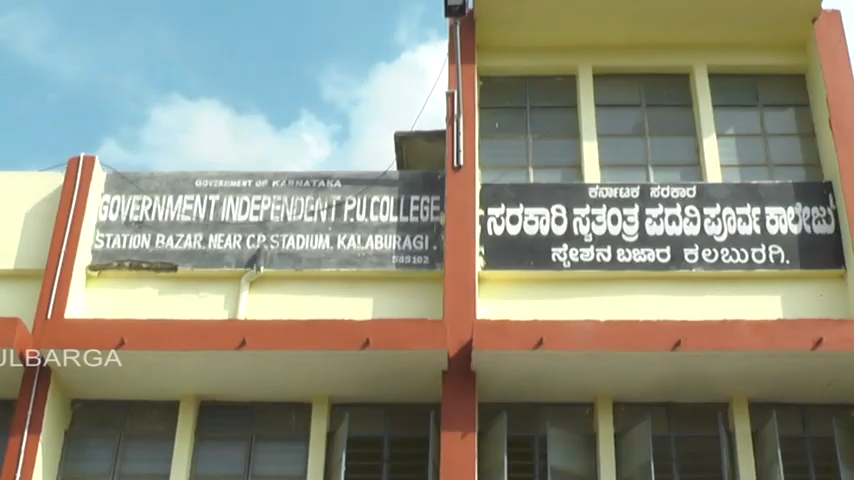 GOVERNMENT OF KARNATAKA
GOVERNMENT INDEPENDENT P.U.COLLEGE
STATION BAZAR. NEAR C.P. STADIUM, KALABURAGI.
585102
ಕರ್ನಾಟಕ ಸರಕಾರ
ಸರಕಾರಿ ಸ್ವತಂತ್ರ ಪದವಿ ಪೂರ್ವ ಕಾಲೇಜು
ಸ್ಟೇಶನ ಬಜಾರ ಕಲಬುರಗಿ.
ULBARGA